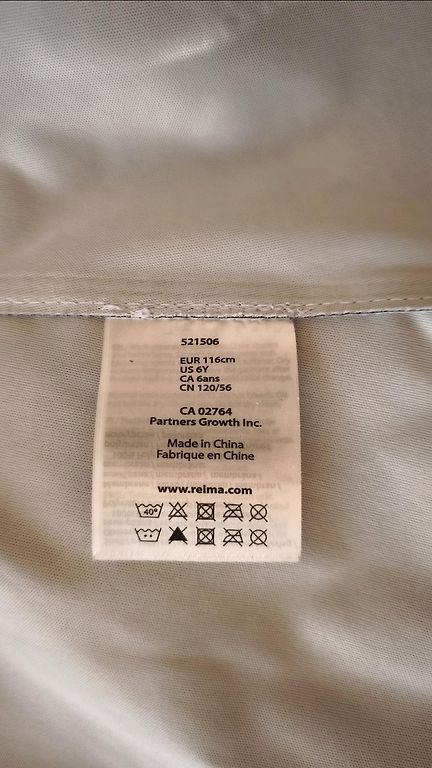 521506
EUR 116cm
US 6Y
CA 6ans
CN 120/56
CA 02764
Partners Growth Inc.
Made in China
Fabrique en Chine
www.reima.com
40°